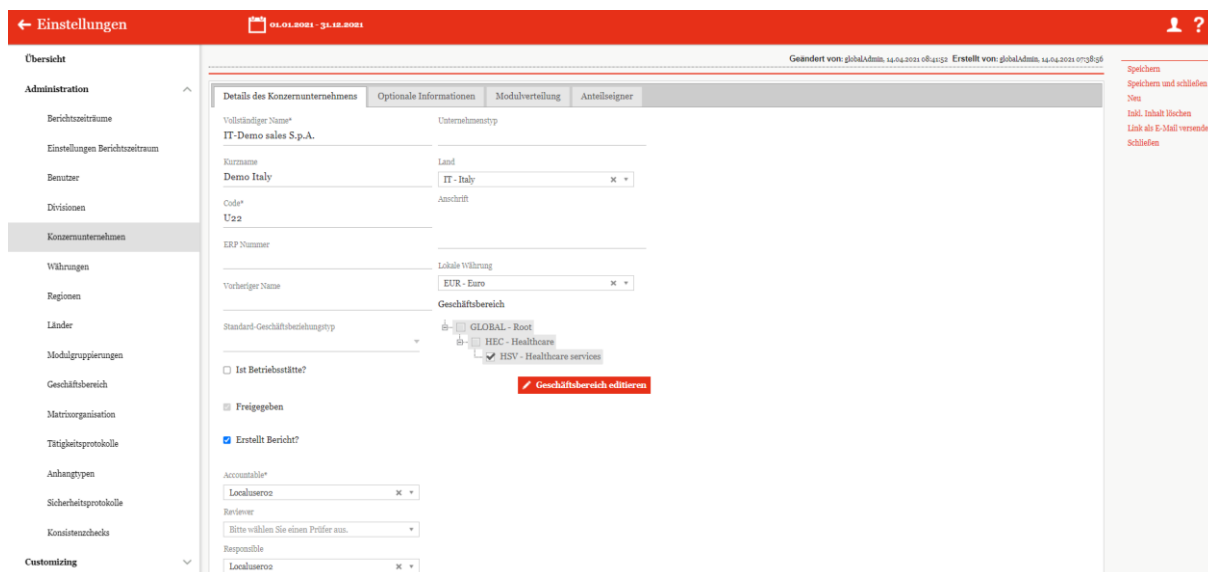 Einstellungen
01.01.2021 - 31.12.2021
?
Übersicht
Administration
Berichtszeiträume
Einstellungen Berichtszeitraum
Benutzer
Divisionen
Konzernunternehmen
Währungen
Regionen
Länder
Modulgruppierungen
Geschäftsbereich
Matrixorganisation
Tätigkeitsprotokolle
Anhangtypen
Sicherheitsprotokolle
Konsistenzchecks
Customizing
Geändert von: globalAdmin, 14.04.2021 08:41:52 Erstellt von: globalAdmin, 14.04.2021 07:38:56
Details des Konzernunternehmens
Optionale Informationen
Modulverteilung
Anteilseigner
Vollständiger Name*
IT-Demo sales S.p.A.
Kurzname
Demo Italy
Code*
U22
ERP Nummer
Vorheriger Name
Standard-Geschäftsbeziehungstyp
Ist Betriebsstätte?
Freigegeben
Erstellt Bericht?
Accountable*
Localuser02
Reviewer
Bitte wählen Sie einen Prüfer aus.
Responsible
Localuser02
Unternehmenstyp
Land
IT - Italy
Anschrift
Lokale Währung
EUR - Euro
Geschäftsbereich
GLOBAL - Root
HEC - Healthcare
HSV - Healthcare services
Geschäftsbereich editieren
Speichern
Speichern und schließen
Neu
Inkl. Inhalt löschen
Link als E-Mail versende
Schließen